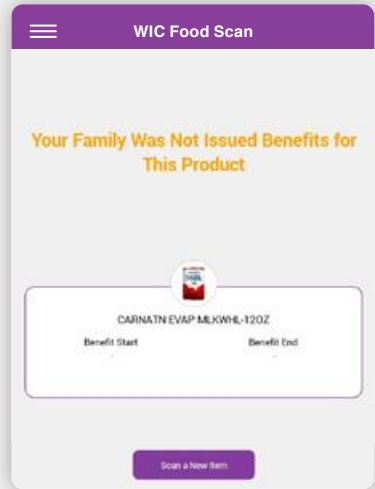 WIC Food Scan
Your Family Was Not Issued Benefits for
This Product
CARNATN EVAP MLKWHL-12OZ
Benefit Start
Benefit End
-
-
Scan a New Item